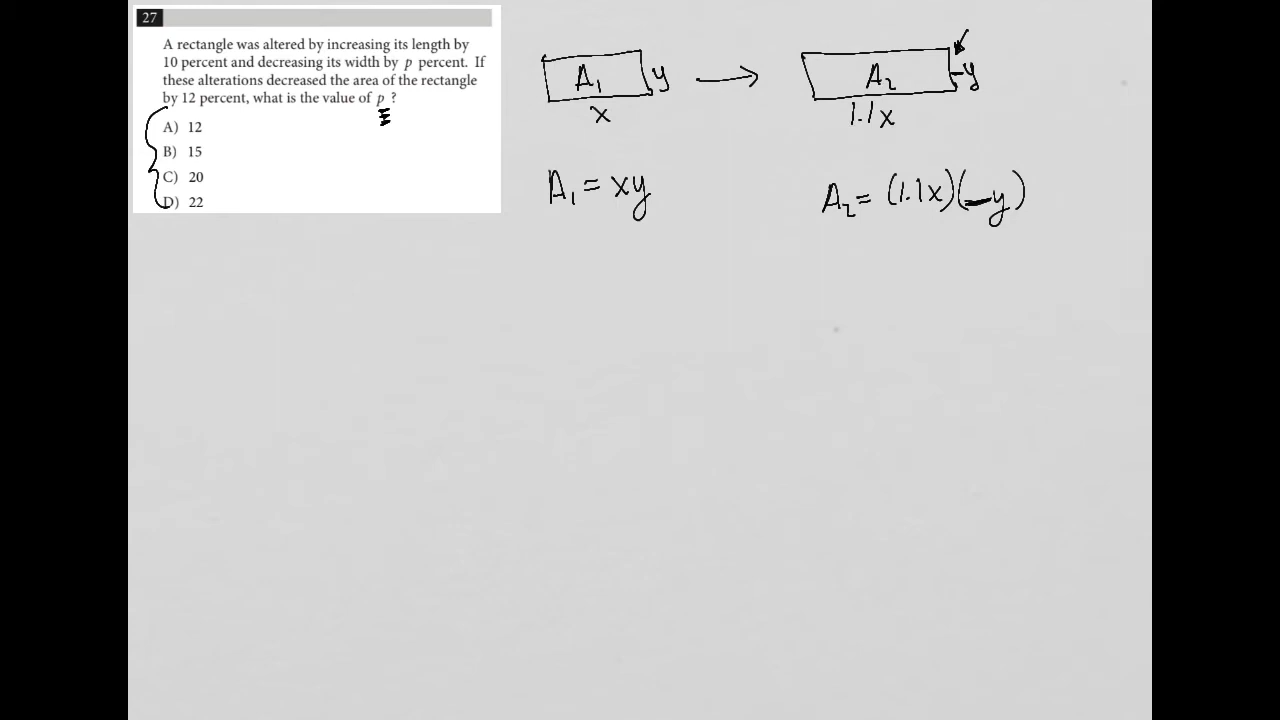 27
A rectangle was altered by increasing its length by
10 percent and decreasing its width by p percent. If
these alterations decreased the area of the rectangle
by 12 percent, what is the value of p ?
A) 12
B) 15
C) 20
D) 22
A₁ y
x
A₂ –y
1.1x
A₁ = xy
A₂ = (1.1x)(_y)